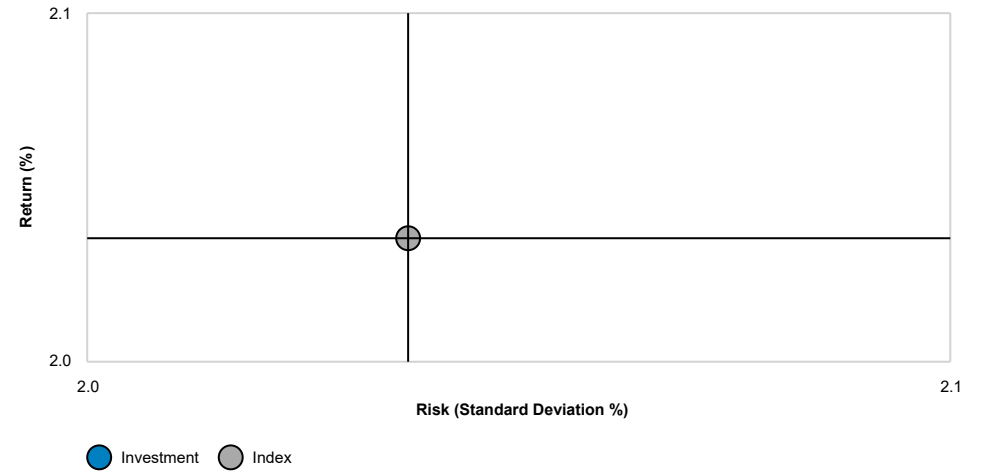 2.1
Return (%)
2.0
2.0
2.1
Risk (Standard Deviation %)
Investment
Index